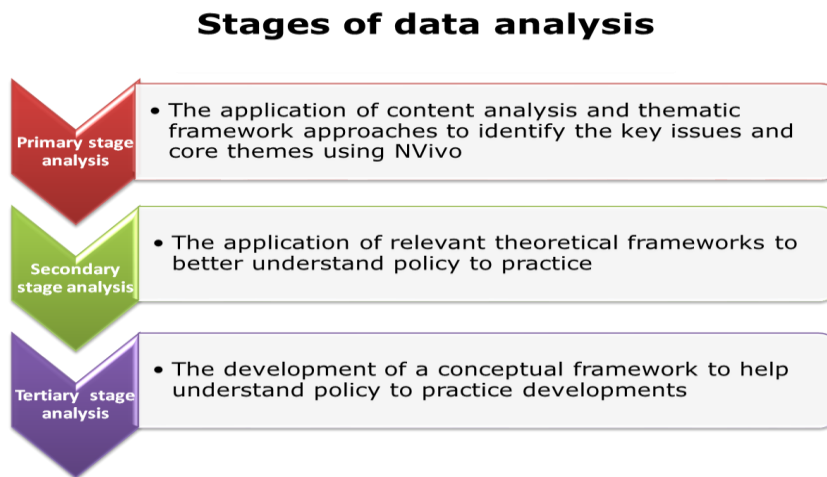 Stages of data analysis
Primary stage
analysis
• The application of content analysis and thematic
framework approaches to identify the key issues and
core themes using NVivo
Secondary
stage analysis
• The application of relevant theoretical frameworks to
better understand policy to practice
Tertiary stage
analysis
• The development of a conceptual framework to help
understand policy to practice developments